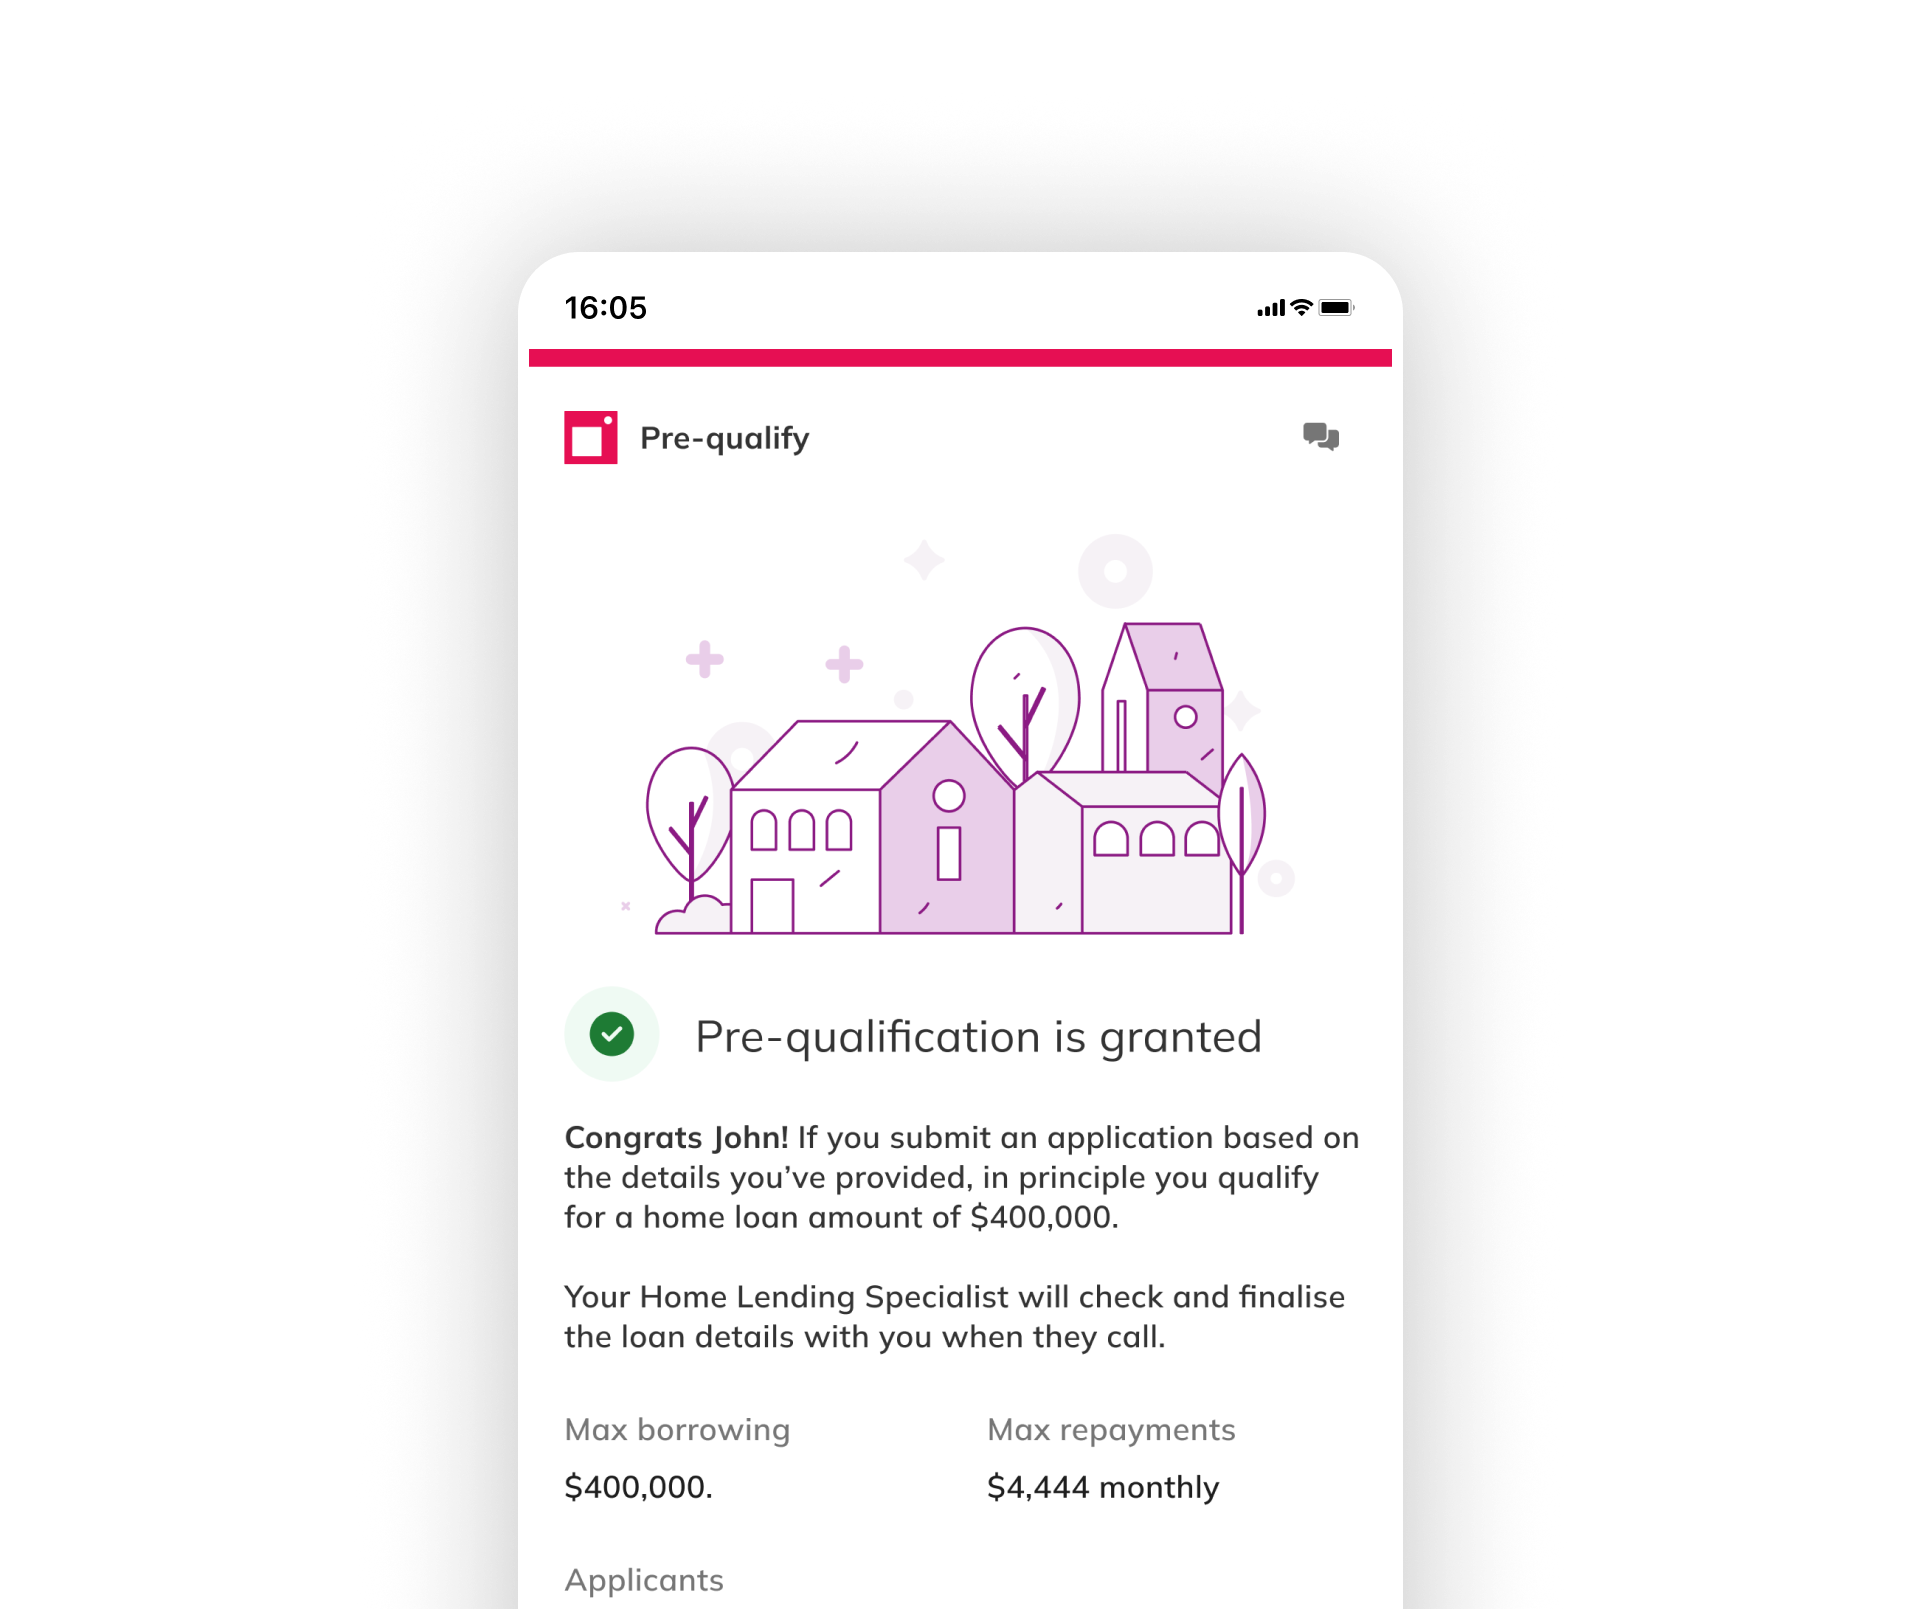 16:05
Pre-qualify
Pre-qualification is granted
Congrats John! If you submit an application based on
the details you’ve provided, in principle you qualify
for a home loan amount of $400,000.
Your Home Lending Specialist will check and finalise
the loan details with you when they call.
Max borrowing
Max repayments
$400,000.
$4,444 monthly
Applicants